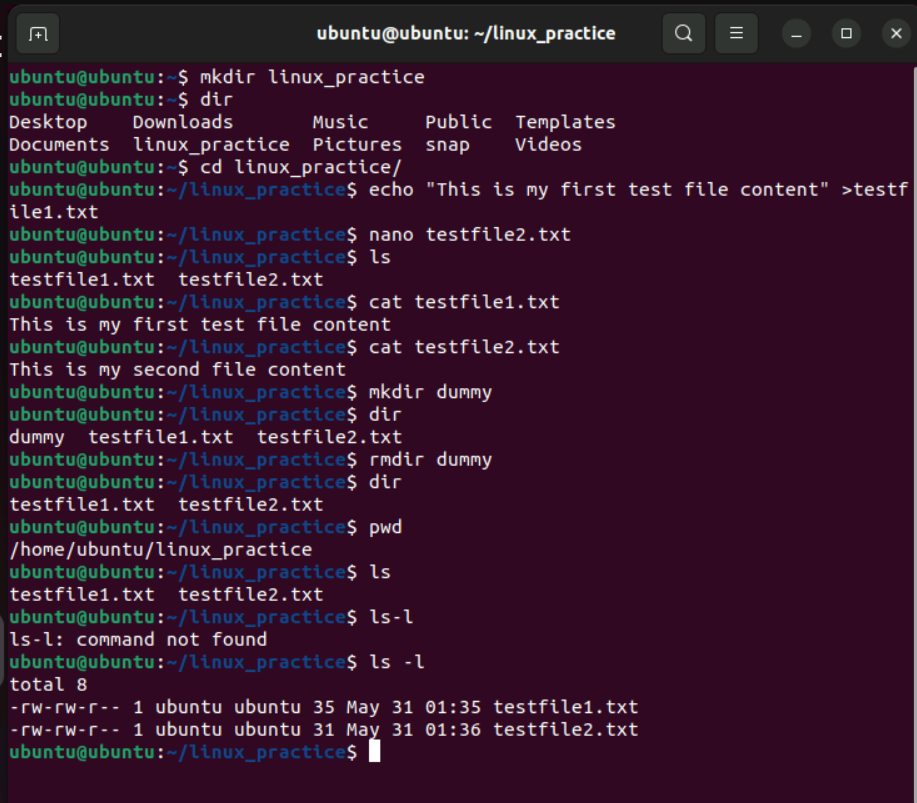 ubuntu@ubuntu: ~/linux_practice
ubuntu@ubuntu:~$ mkdir linux_practice
ubuntu@ubuntu:~$ dir
Desktop    Downloads       Music     Public  Templates
Documents  linux_practice  Pictures  snap    Videos
ubuntu@ubuntu:~$ cd linux_practice/
ubuntu@ubuntu:~/linux_practice$ echo "This is my first test file content" >testf
ile1.txt
ubuntu@ubuntu:~/linux_practice$ nano testfile2.txt
ubuntu@ubuntu:~/linux_practice$ ls
testfile1.txt  testfile2.txt
ubuntu@ubuntu:~/linux_practice$ cat testfile1.txt
This is my first test file content
ubuntu@ubuntu:~/linux_practice$ cat testfile2.txt
This is my second file content
ubuntu@ubuntu:~/linux_practice$ mkdir dummy
ubuntu@ubuntu:~/linux_practice$ dir
dummy  testfile1.txt  testfile2.txt
ubuntu@ubuntu:~/linux_practice$ rmdir dummy
ubuntu@ubuntu:~/linux_practice$ dir
testfile1.txt  testfile2.txt
ubuntu@ubuntu:~/linux_practice$ pwd
/home/ubuntu/linux_practice
ubuntu@ubuntu:~/linux_practice$ ls
testfile1.txt  testfile2.txt
ubuntu@ubuntu:~/linux_practice$ ls-l
ls-l: command not found
ubuntu@ubuntu:~/linux_practice$ ls -l
total 8
-rw-rw-r-- 1 ubuntu ubuntu 35 May 31 01:35 testfile1.txt
-rw-rw-r-- 1 ubuntu ubuntu 31 May 31 01:36 testfile2.txt
ubuntu@ubuntu:~/linux_practice$